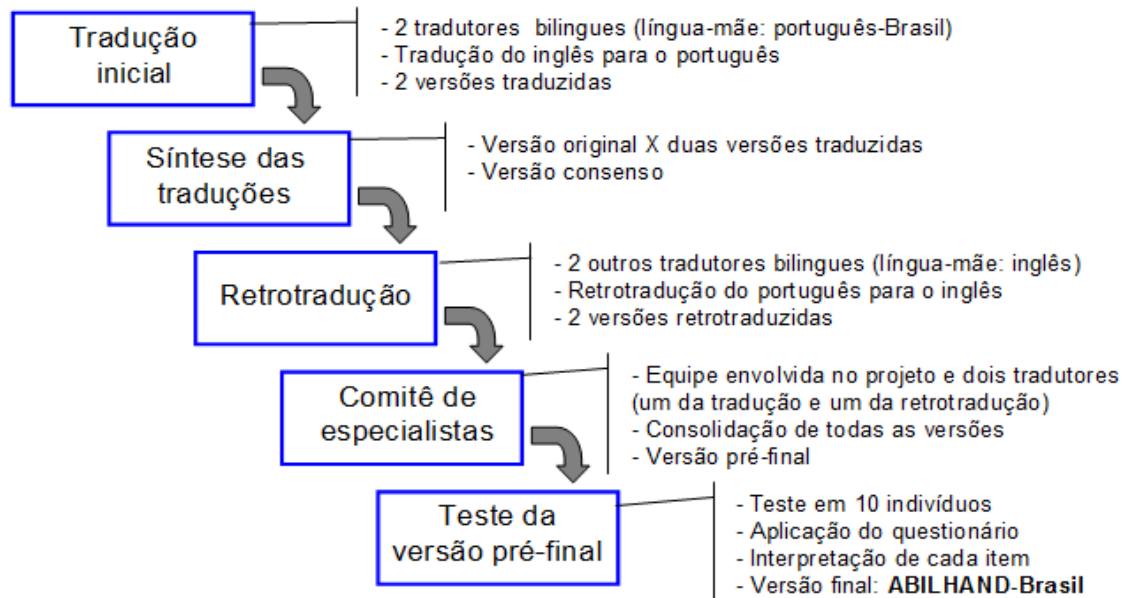 Tradução
inicial
- 2 tradutores bilingues (língua-mãe: português-Brasil)
- Tradução do inglês para o português
- 2 versões traduzidas
Síntese das
traduções
- Versão original X duas versões traduzidas
- Versão consenso
Retrotradução
- 2 outros tradutores bilingues (língua-mãe: inglês)
- Retrotradução do português para o inglês
- 2 versões retrotraduzidas
Comitê de
especialistas
- Equipe envolvida no projeto e dois tradutores
(um da tradução e um da retrotradução)
- Consolidação de todas as versões
- Versão pré-final
Teste da
versão pré-final
- Teste em 10 indivíduos
- Aplicação do questionário
- Interpretação de cada item
- Versão final: ABILHAND-Brasil